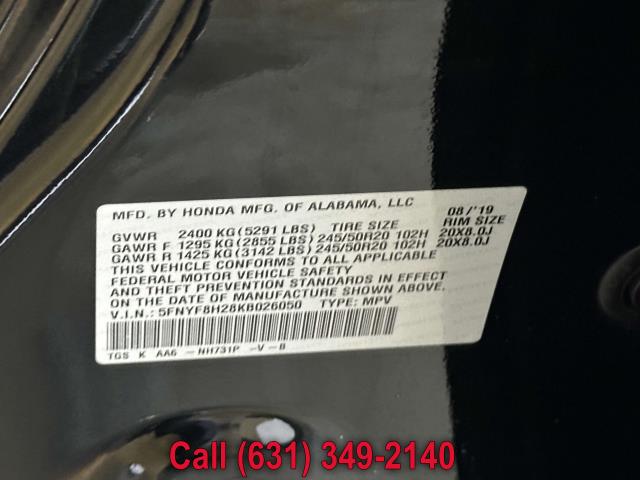 MFD. BY HONDA MFG. OF ALABAMA, LLC 08/'19
GVWR 2400 KG (5291 LBS) TIRE SIZE RIM SIZE
GAWR F 1295 KG (2855 LBS) 245/50R20 102H 20X8.0J
GAWR R 1425 KG (3142 LBS) 245/50R20 102H 20X8.0J
THIS VEHICLE CONFORMS TO ALL APPLICABLE
FEDERAL MOTOR VEHICLE SAFETY
AND THEFT PREVENTION STANDARDS IN EFFECT
ON THE DATE OF MANUFACTURE SHOWN ABOVE.
V.I.N.: 5FNYF8H28KB026050 TYPE: MPV
TGS K AA6 -NH731P -V-B
Call (631) 349-2140